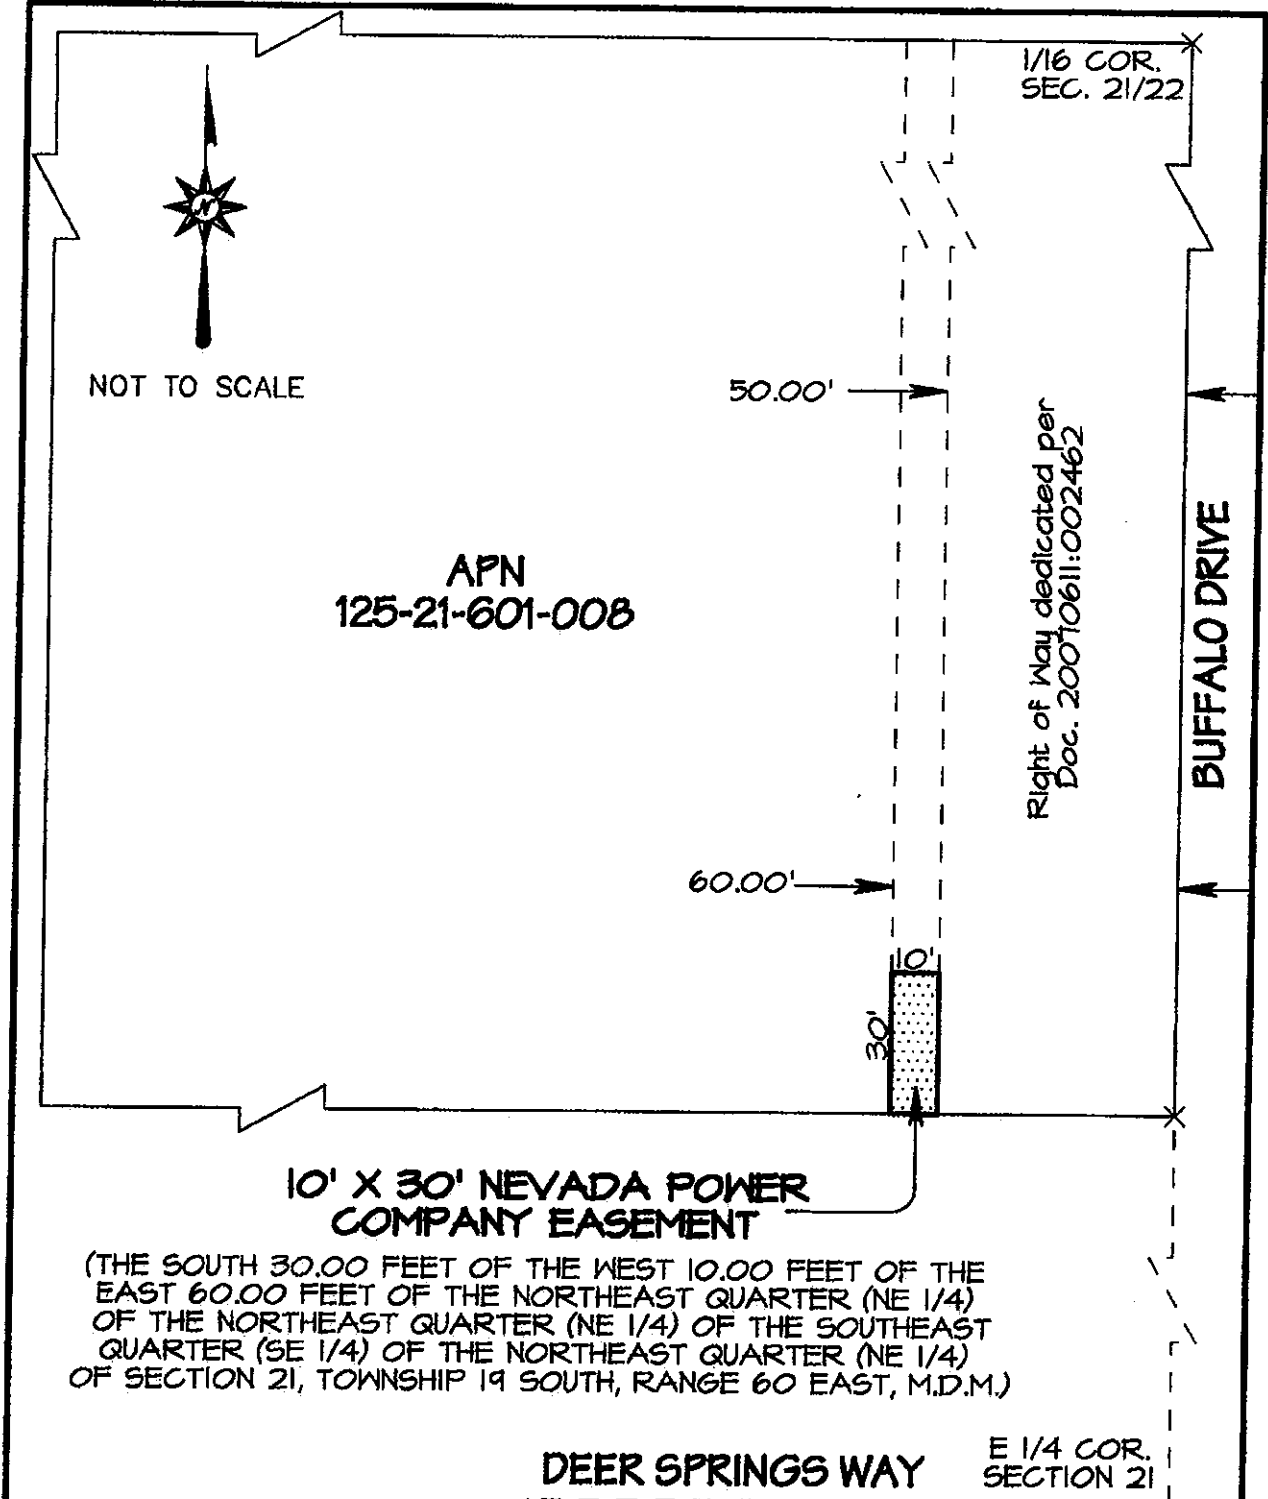 1/16 COR.
SEC. 21/22
N
NOT TO SCALE
50.00'
Right of Way dedicated per
Doc. 20070611:002462
BUFFALO DRIVE
APN
125-21-601-008
60.00'
10'
30'
10' X 30' NEVADA POWER
COMPANY EASEMENT
(THE SOUTH 30.00 FEET OF THE WEST 10.00 FEET OF THE
EAST 60.00 FEET OF THE NORTHEAST QUARTER (NE 1/4)
OF THE NORTHEAST QUARTER (NE 1/4) OF THE SOUTHEAST
QUARTER (SE 1/4) OF THE NORTHEAST QUARTER (NE 1/4)
OF SECTION 21, TOWNSHIP 19 SOUTH, RANGE 60 EAST, M.D.M.)
E 1/4 COR.
SECTION 21
DEER SPRINGS WAY